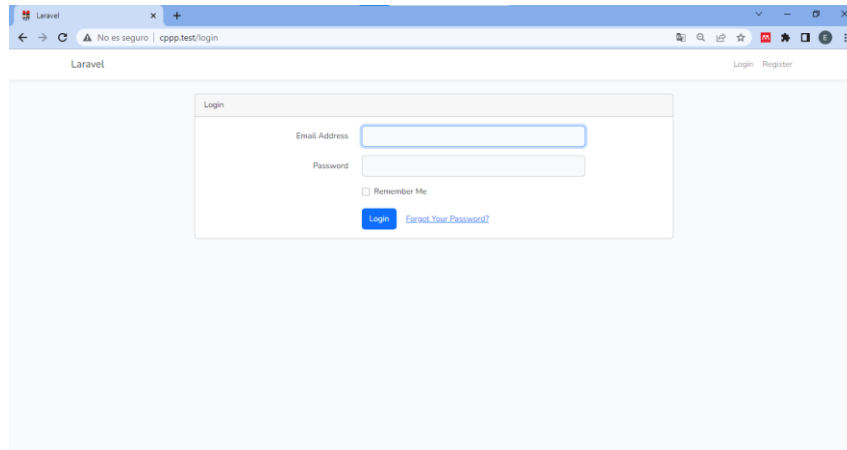 Laravel
No es seguro | cppp.test/login
E
Laravel
Login Register
Login
Email Address
Password
Remember Me
Login Forgot Your Password?